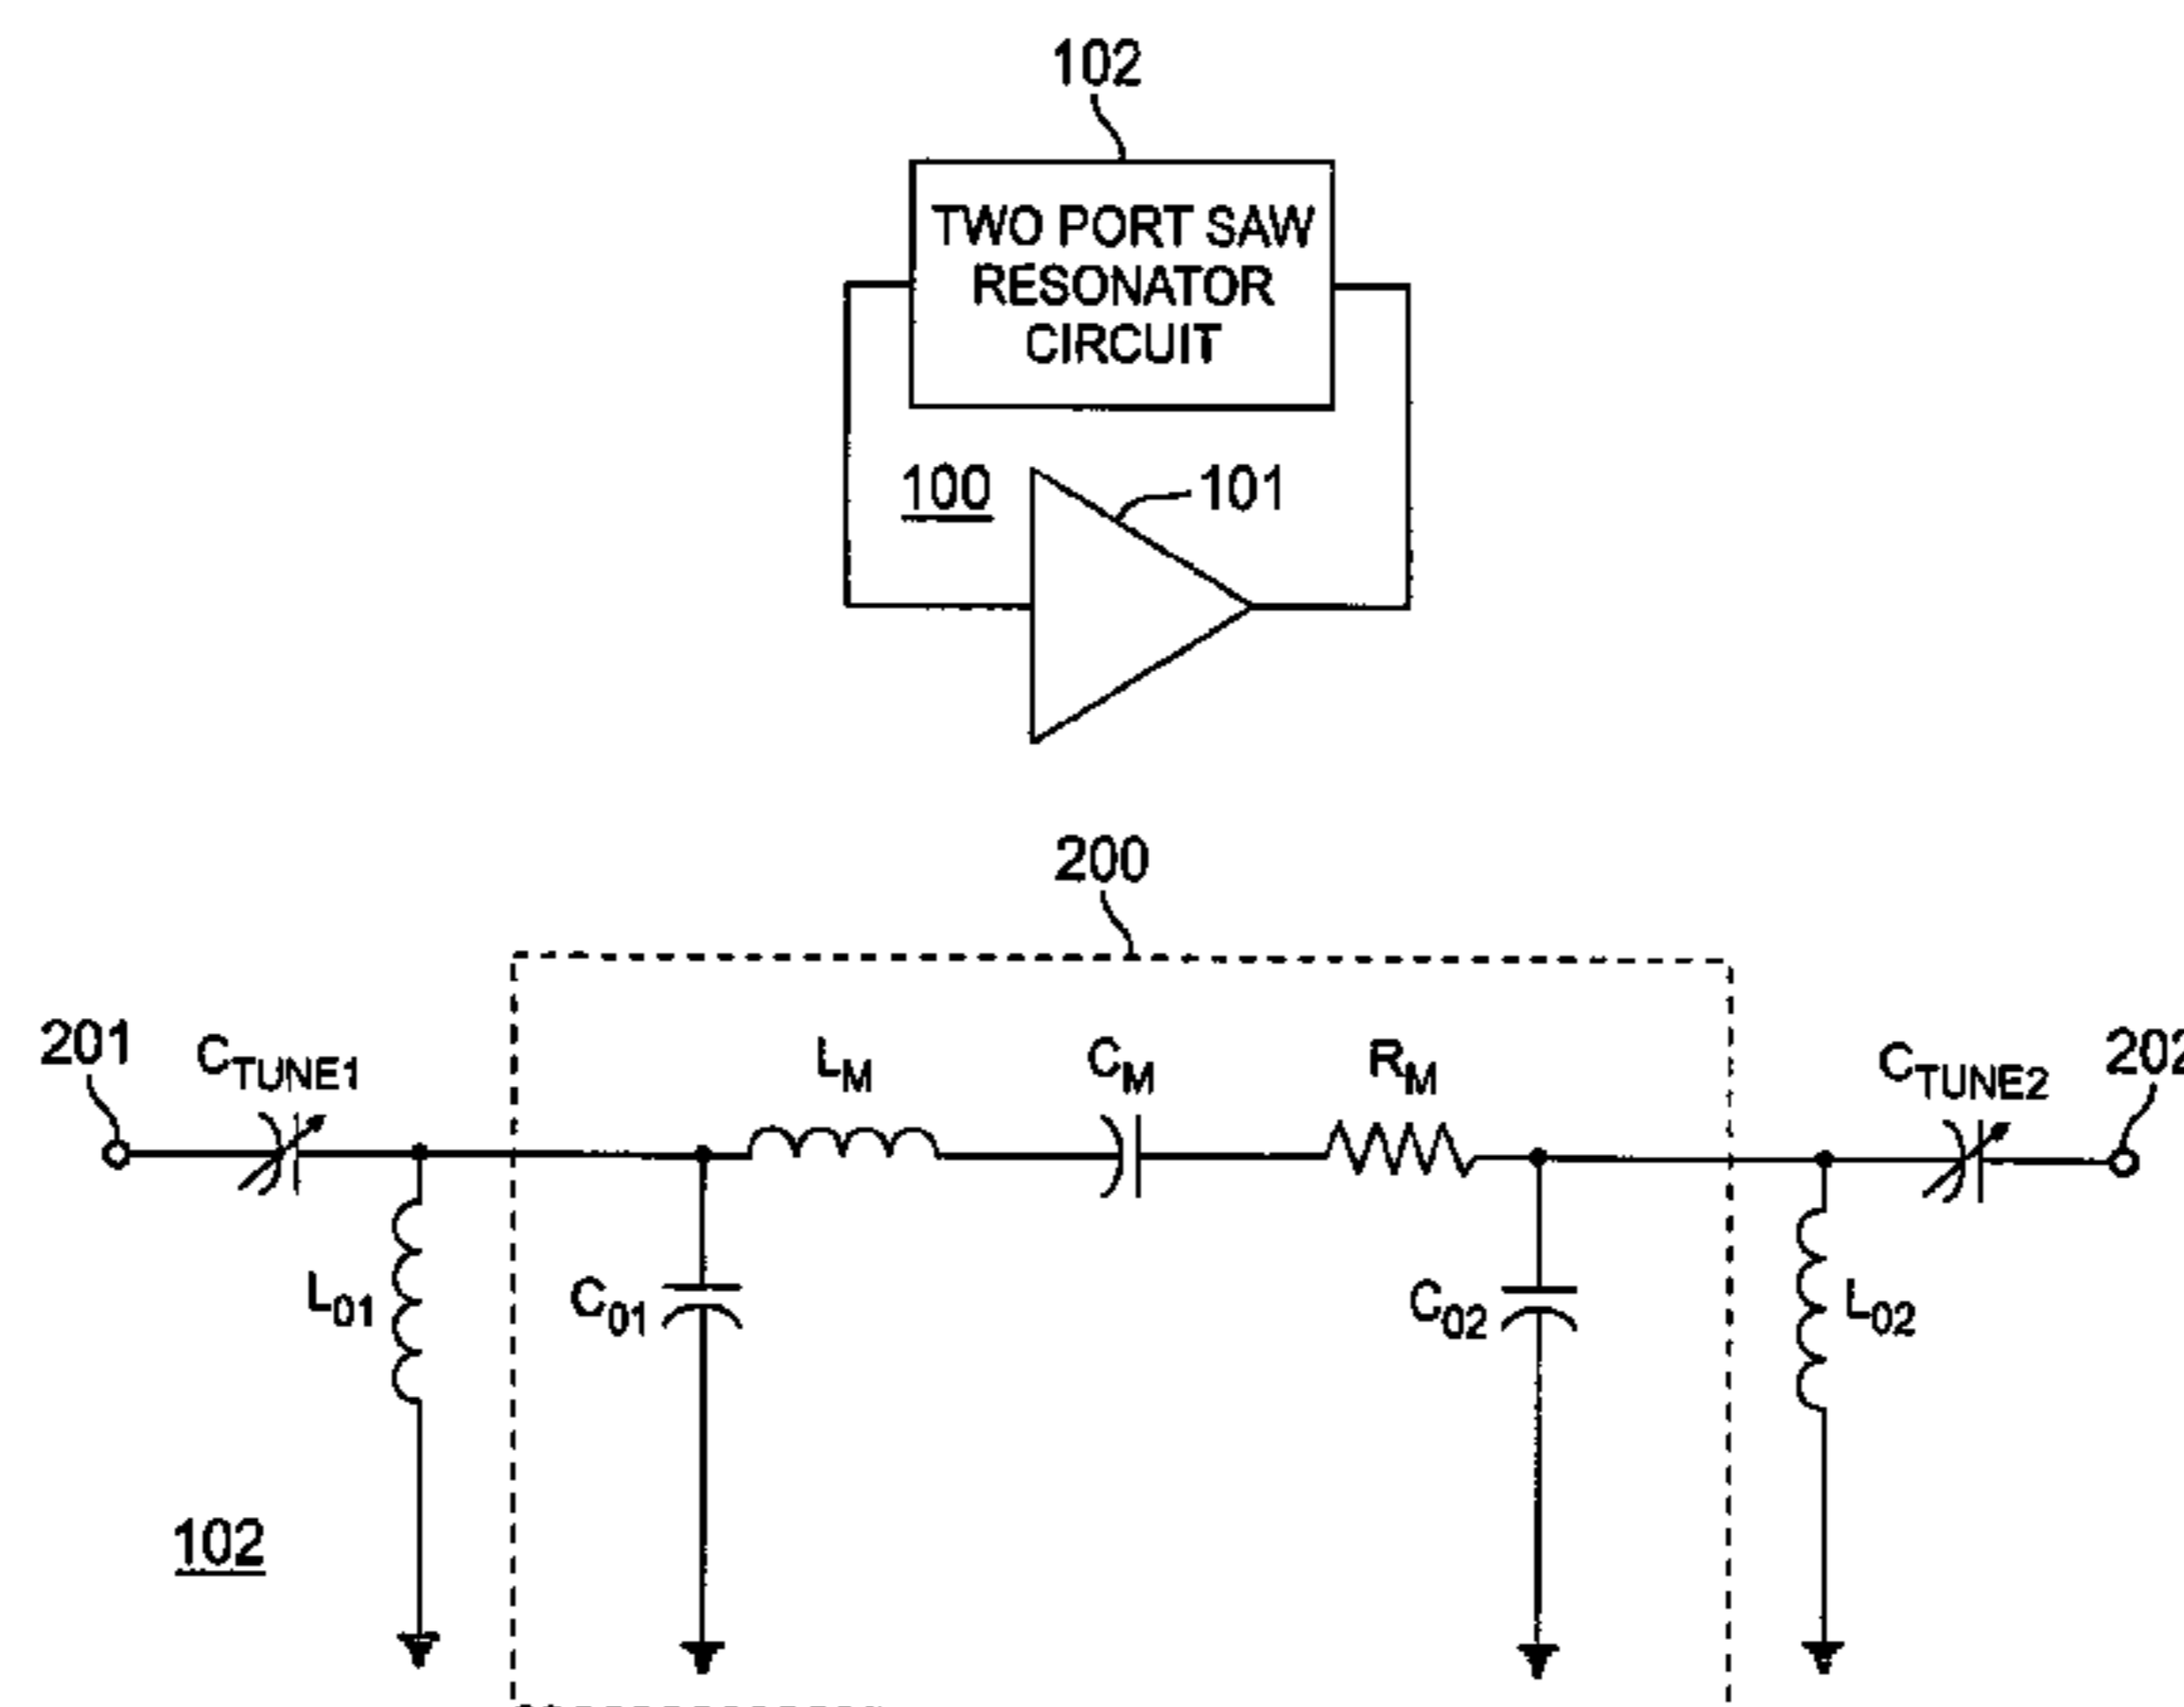 102
TWO PORT SAW
RESONATOR
CIRCUIT
100
101
200
201
CTUNE1
LM
CM
RM
CTUNE2
202
L01
C01
C02
L02
102